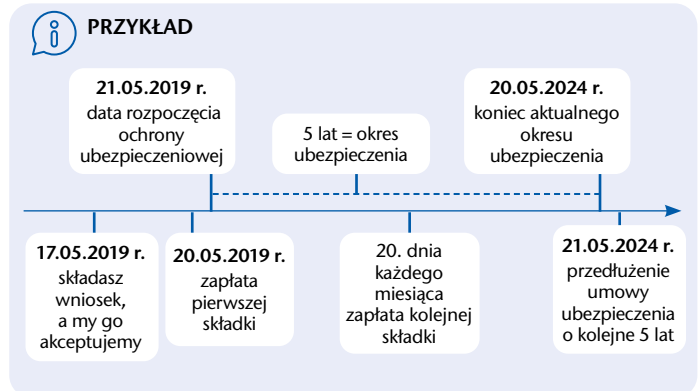 PRZYKŁAD
21.05.2019 r.
data rozpoczęcia
ochrony
ubezpieczeniowej
5 lat = okres
ubezpieczenia
20.05.2024 r.
koniec aktualnego
okresu
ubezpieczenia
17.05.2019 r.
składasz
wniosek,
a my go
akceptujemy
20.05.2019 r.
zapłata
pierwszej
składki
20. dnia
każdego
miesiąca
zapłata kolejnej
składki
21.05.2024 r.
przedłużenie
umowy
ubezpieczenia
o kolejne 5 lat